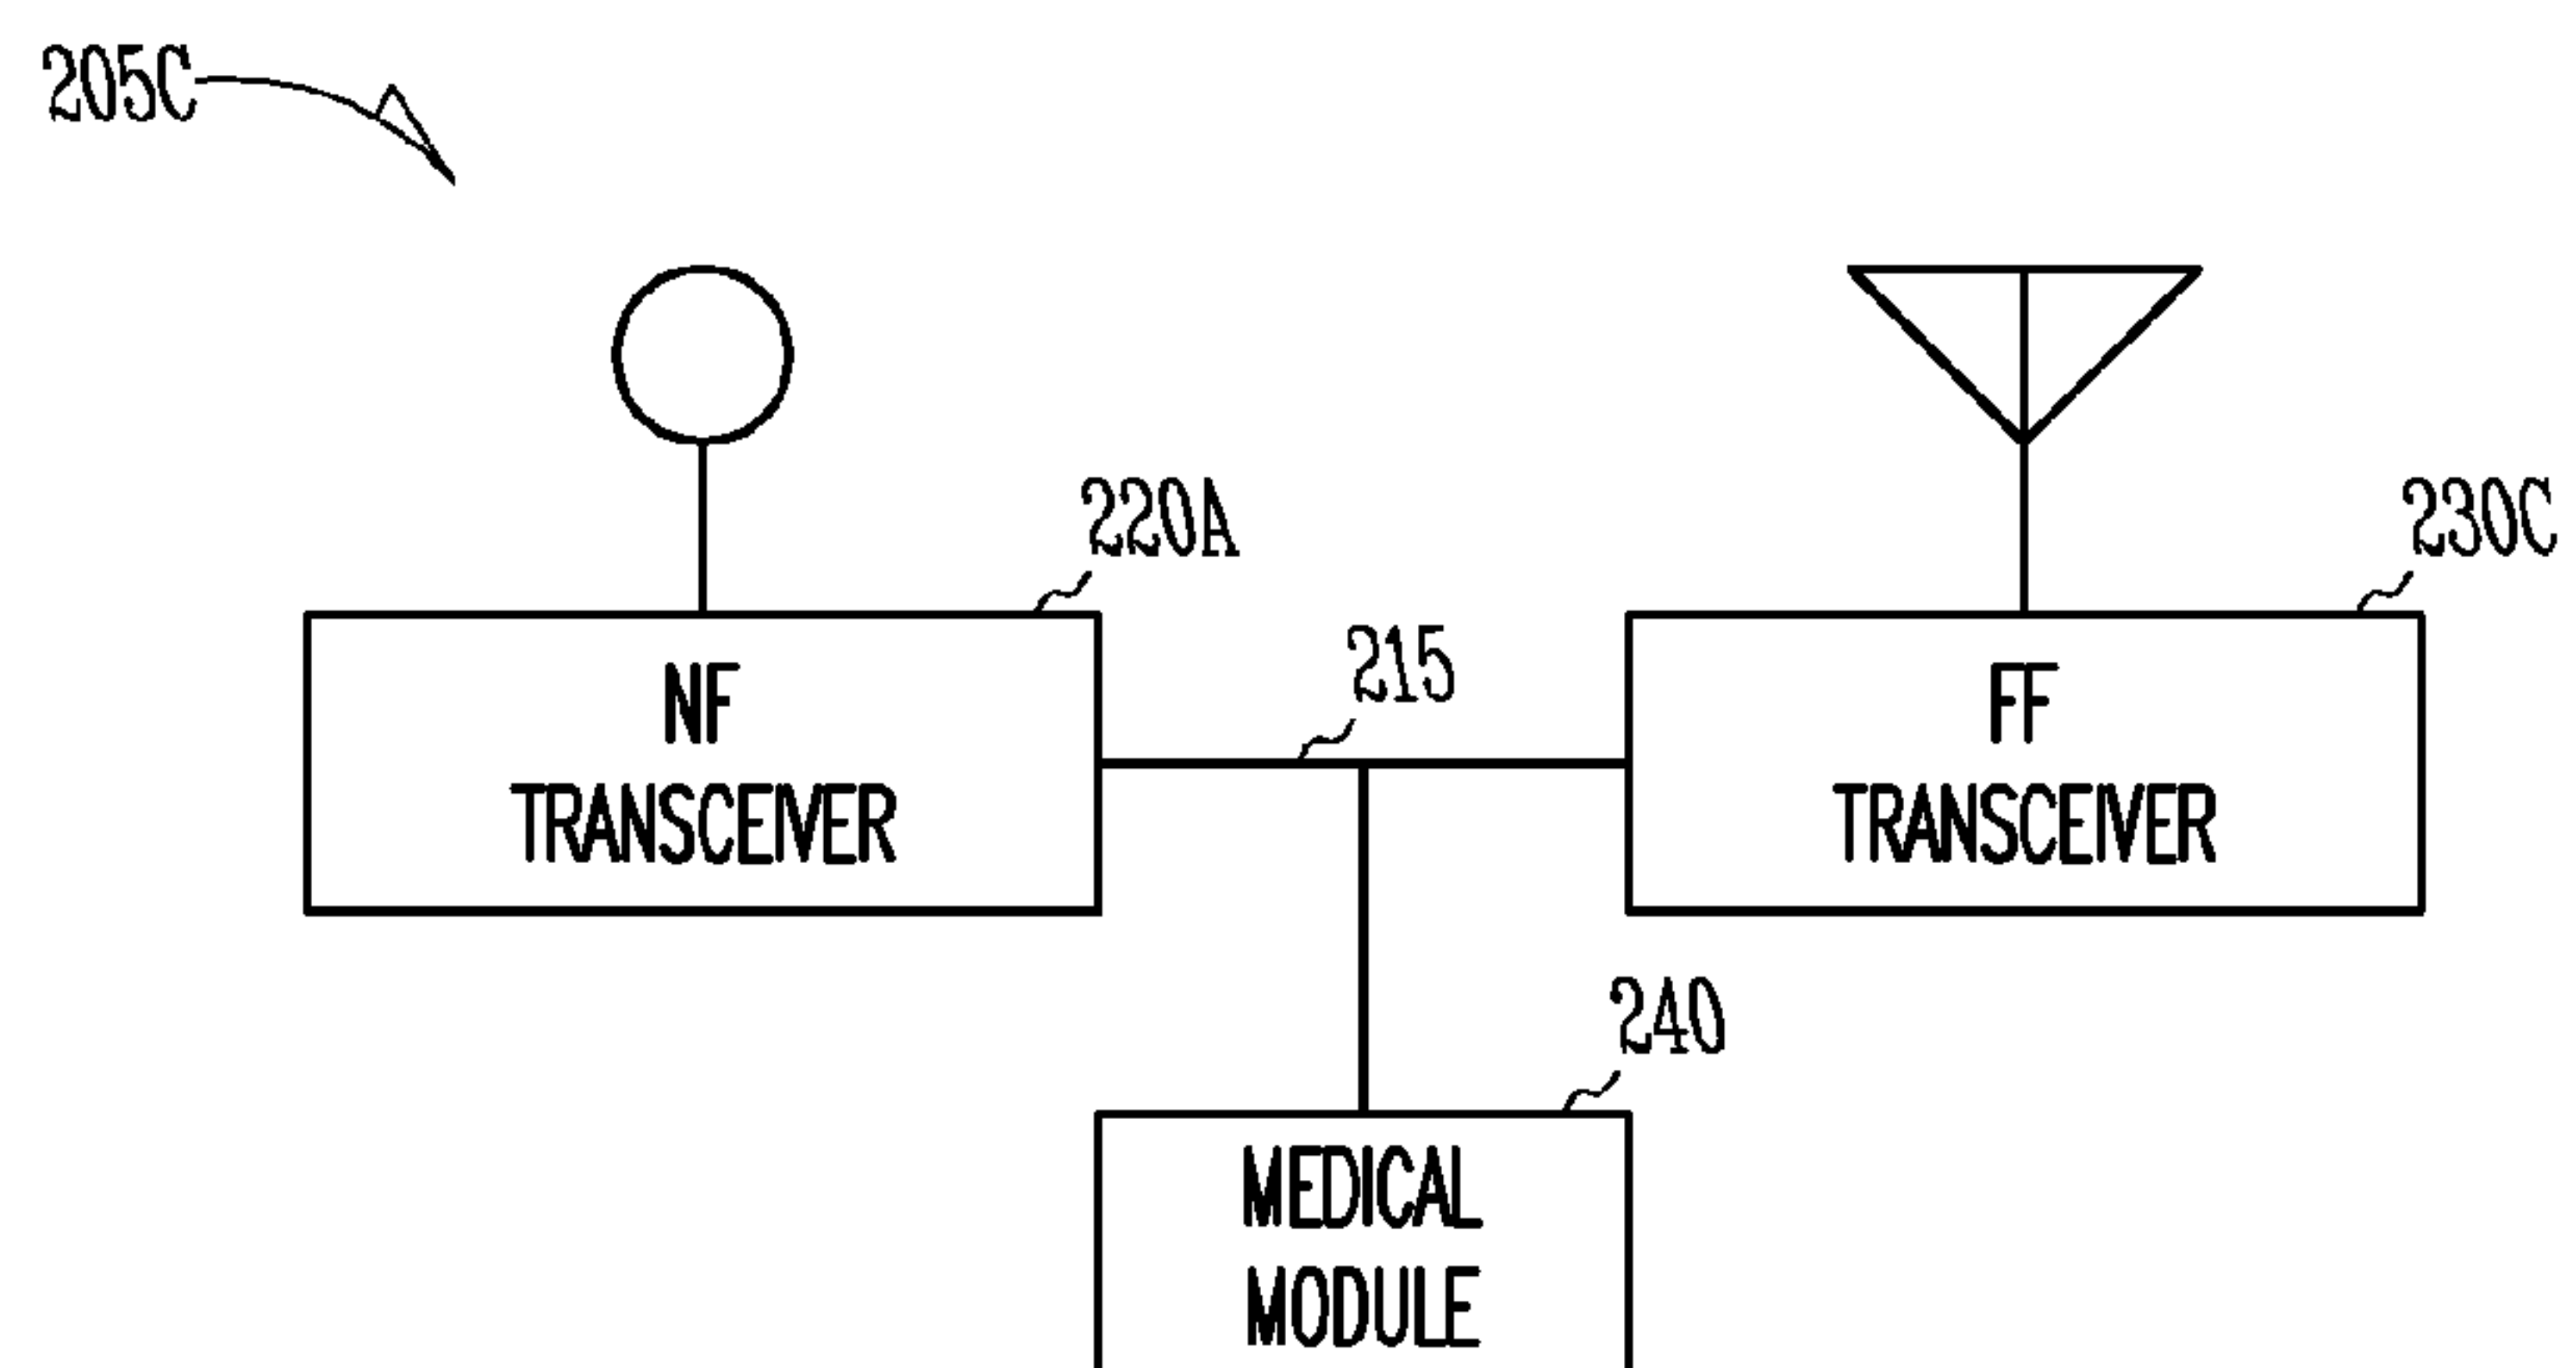 205C
220A
230C
215
NF
TRANSCEIVER
FF
TRANSCEIVER
240
MEDICAL
MODULE